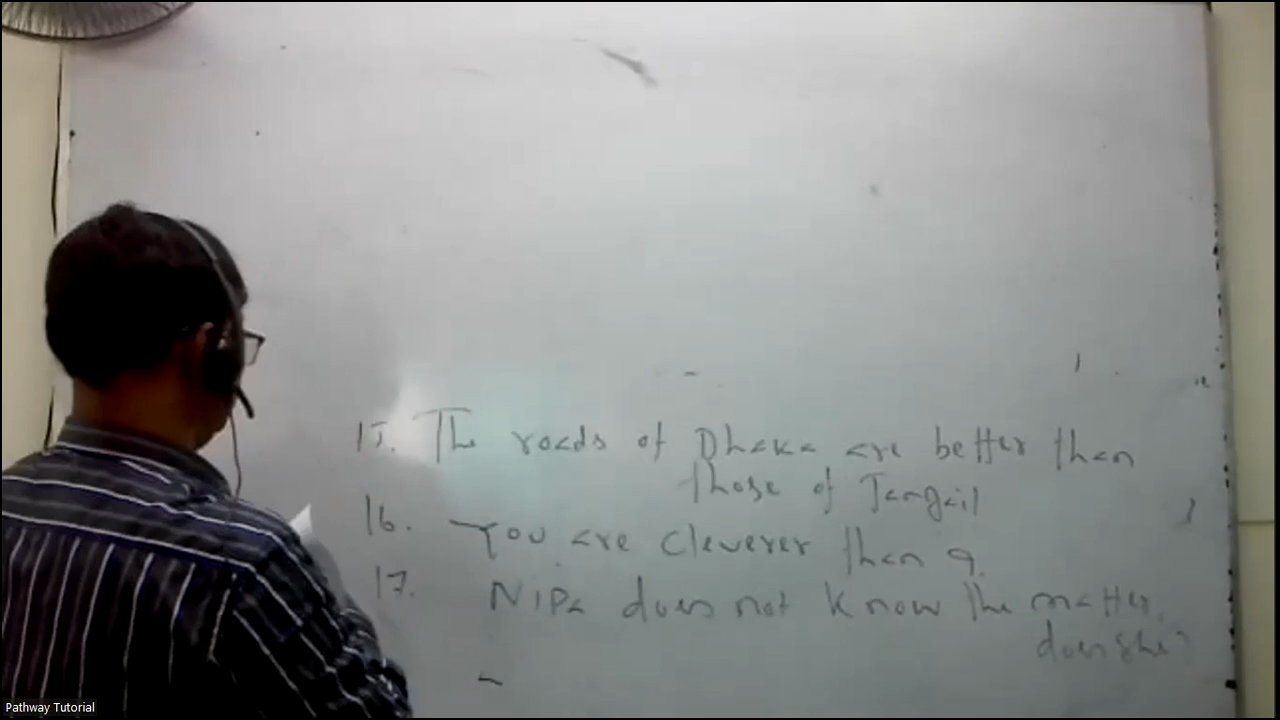 15. The roads of Dhaka are better than
those of Tangail
16. You are cleverer than I.
17. Nipa does not know the matter,
does she?
Pathway Tutorial